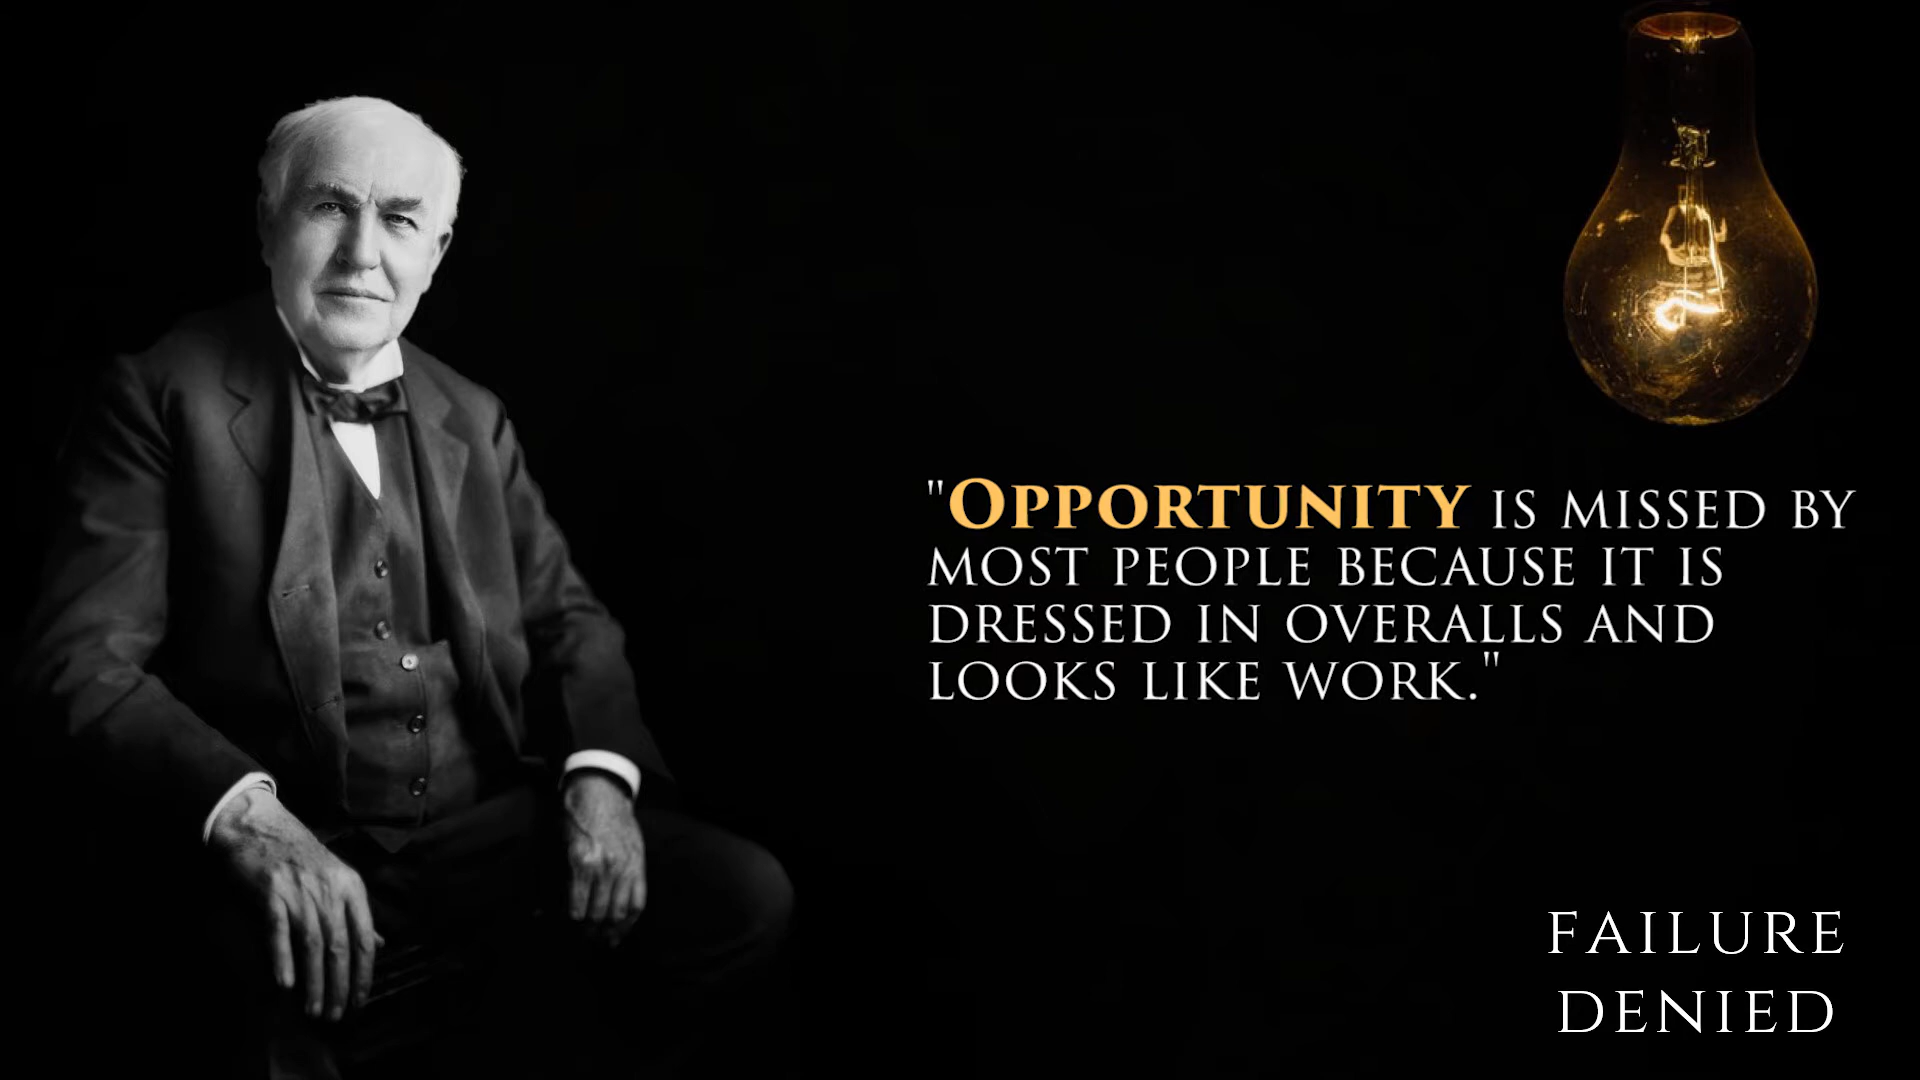 "OPPORTUNITY IS MISSED BY
MOST PEOPLE BECAUSE IT IS
DRESSED IN OVERALLS AND
LOOKS LIKE WORK."
FAILURE
DENIED